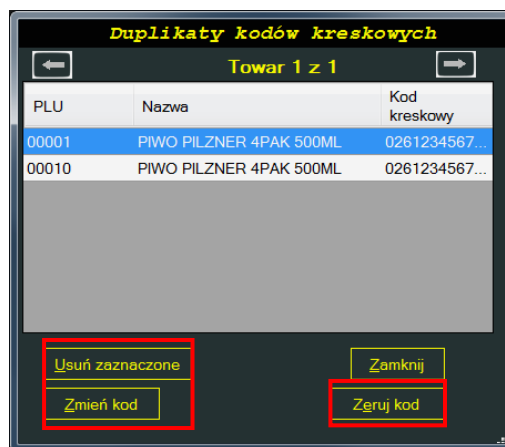 Duplikaty kodów kreskowych
Towar 1 z 1
PLU Nazwa Kod kreskowy
00001 PIWO PILZNER 4PAK 500ML 0261234567...
00010 PIWO PILZNER 4PAK 500ML 0261234567...
Usuń zaznaczone Zamknij
Zmień kod Zeruj kod